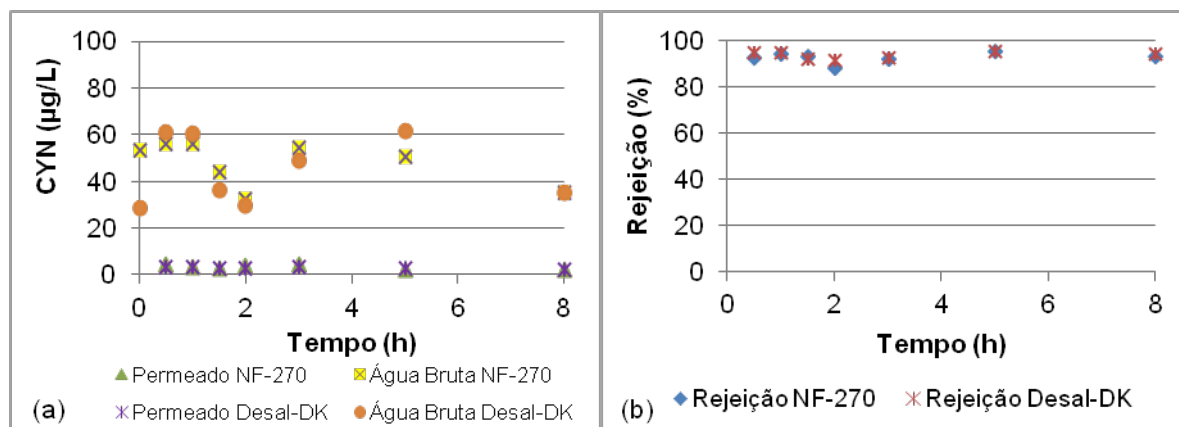 CYN (µg/L)
100
80
60
40
20
0
0 2 4 6 8
Tempo (h)
Permeado NF-270 Água Bruta NF-270
Permeado Desal-DK Água Bruta Desal-DK
(a)
Rejeição (%)
100
80
60
40
20
0
0 2 4 6 8
Tempo (h)
Rejeição NF-270 Rejeição Desal-DK
(b)